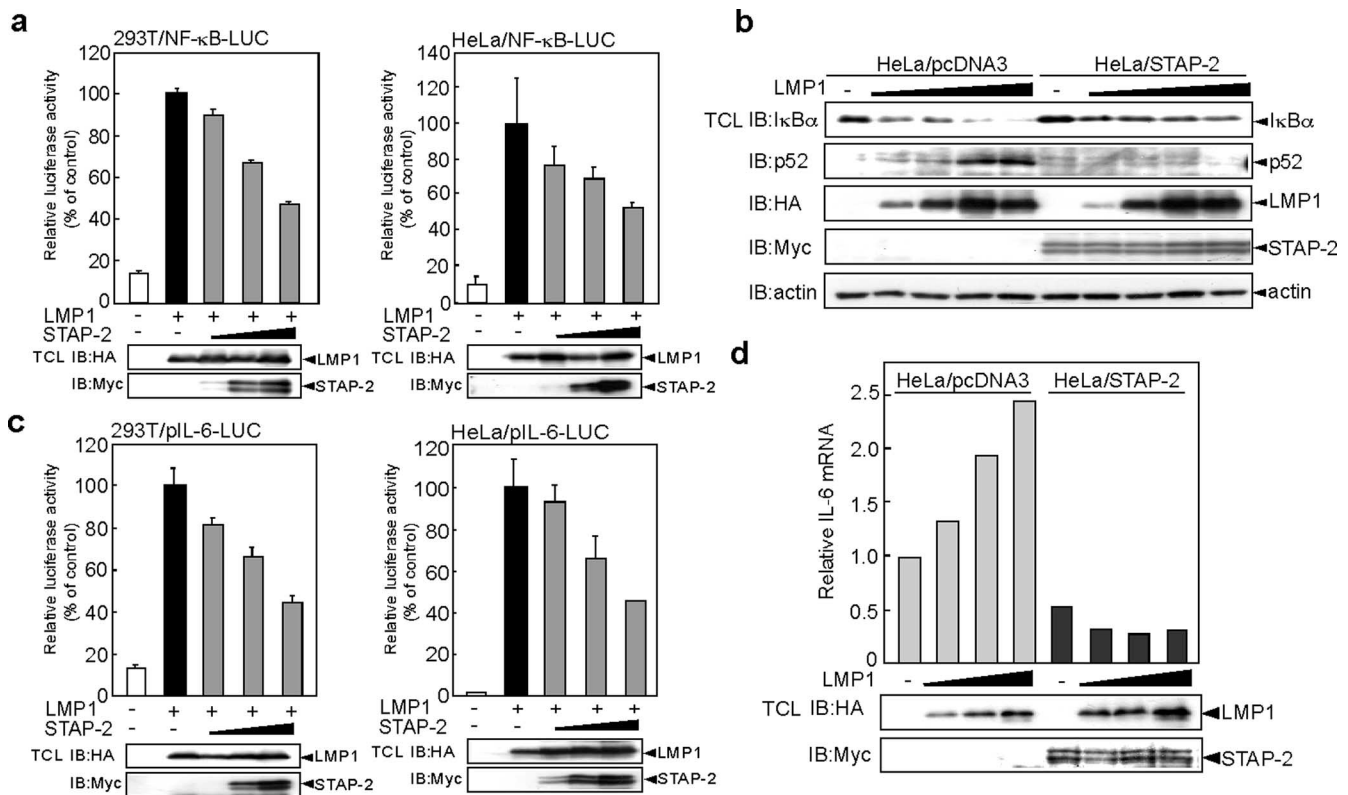 a
293T/NF-κB-LUC
Relative luciferase activity
(% of control)
120
100
80
60
40
20
0
LMP1 - + + + +
STAP-2 - -
TCL IB:HA LMP1
IB:Myc STAP-2
HeLa/NF-κB-LUC
Relative luciferase activity
(% of control)
140
120
100
80
60
40
20
0
LMP1 - + + + +
STAP-2 - -
TCL IB:HA LMP1
IB:Myc STAP-2
b
HeLa/pcDNA3 HeLa/STAP-2
LMP1 - -
TCL IB:IκBα IκBα
IB:p52 p52
IB:HA LMP1
IB:Myc STAP-2
IB:actin actin
c
293T/pIL-6-LUC
Relative luciferase activity
(% of control)
120
100
80
60
40
20
0
LMP1 - + + + +
STAP-2 - -
TCL IB:HA LMP1
IB:Myc STAP-2
HeLa/pIL-6-LUC
Relative luciferase activity
(% of control)
120
100
80
60
40
20
0
LMP1 - + + + +
STAP-2 - -
TCL IB:HA LMP1
IB:Myc STAP-2
d
HeLa/pcDNA3 HeLa/STAP-2
Relative IL-6 mRNA
2.5
2.0
1.5
1.0
0.5
0
LMP1 - -
TCL IB:HA LMP1
IB:Myc STAP-2